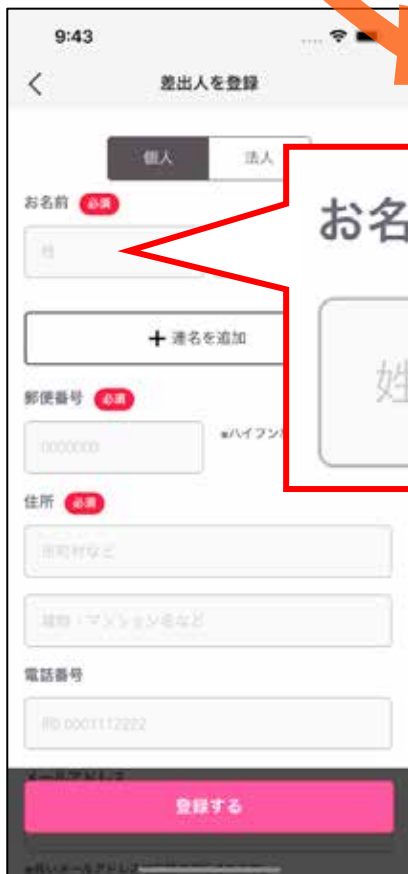 9:43
差出人を登録
個人 法人
お名前 必須
姓
お名
姓
＋ 連名を追加
郵便番号 必須
0000000
※ハイフン
住所 必須
市町村など
建物・マンション名など
電話番号
例) 0001112222
メールアドレス
登録する